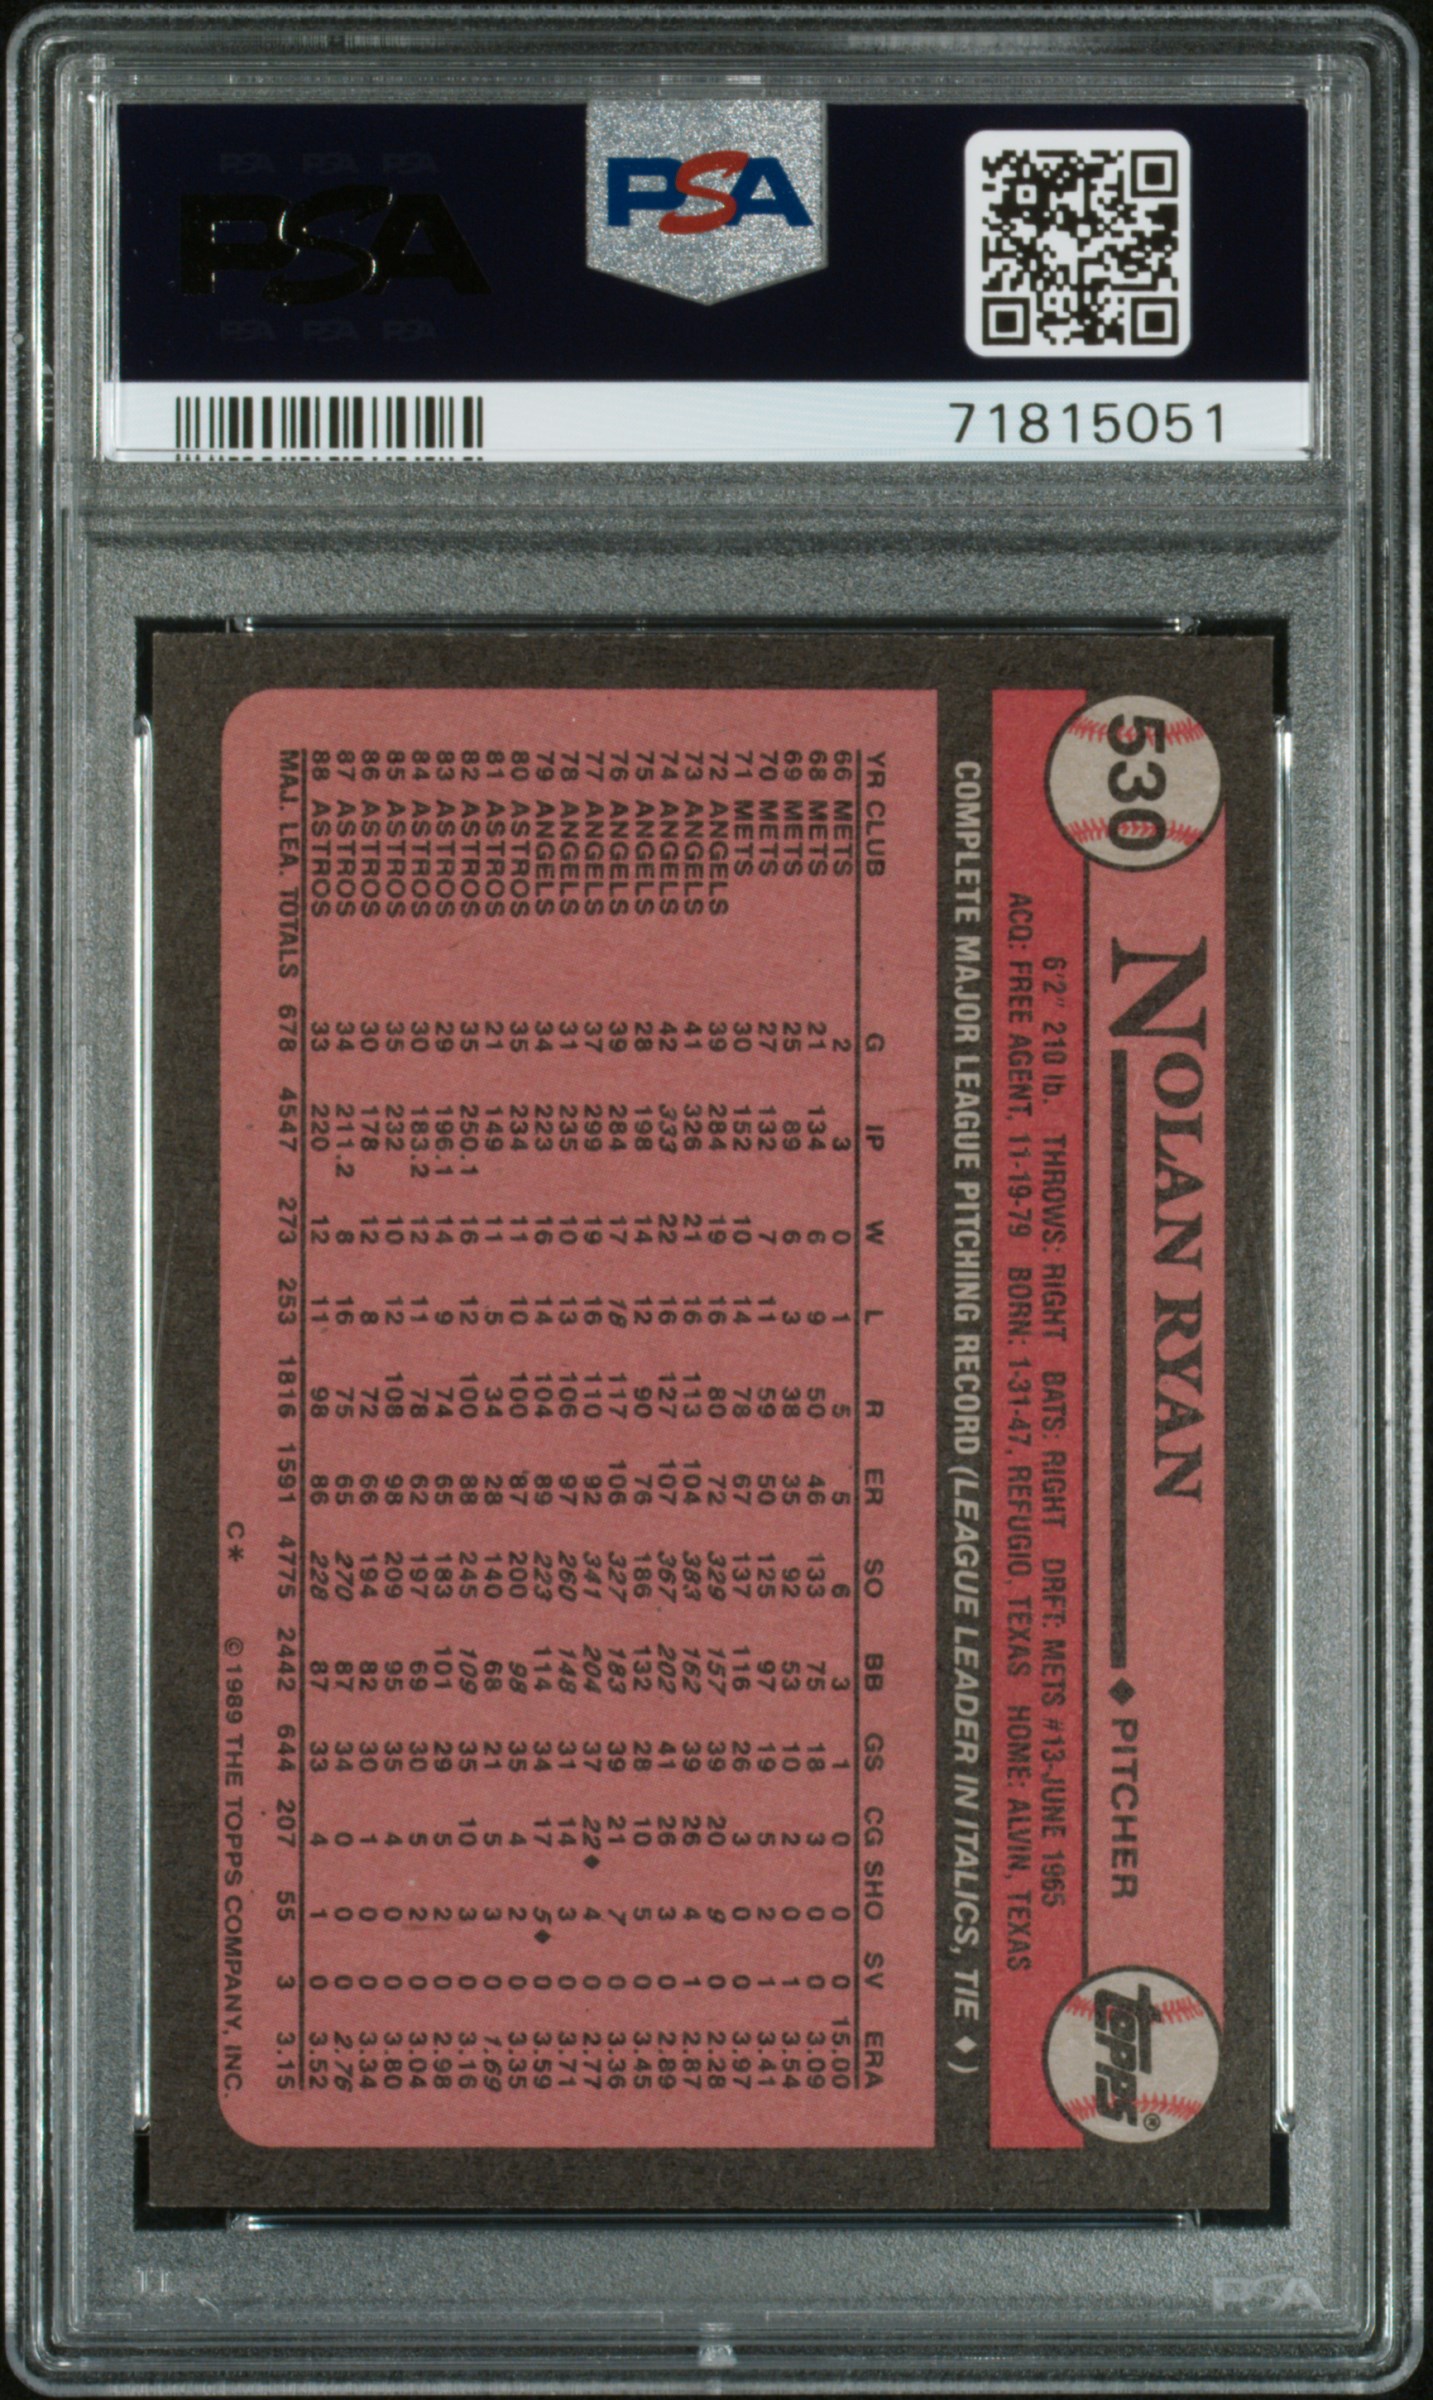 PSA PSA PSA
PSA
PSA PSA PSA
PSA
71815051
530
NOLAN RYAN
◆ PITCHER
TOPPS®
6'2" 210 lb. THROWS: RIGHT BATS: RIGHT DRFT: METS #13-JUNE 1965
ACQ: FREE AGENT, 11-19-79 BORN: 1-31-47, REFUGIO, TEXAS HOME: ALVIN, TEXAS
COMPLETE MAJOR LEAGUE PITCHING RECORD (LEAGUE LEADER IN ITALICS, TIE ◆)
YR CLUB G IP W L R ER SO BB GS CG SHO SV ERA
66 METS 2 3 0 1 5 5 6 3 1 0 0 0 15.00
68 METS 21 134 6 9 50 46 133 75 18 3 0 0 3.09
69 METS 25 89 6 3 38 35 92 53 10 2 0 1 3.54
70 METS 27 132 7 11 59 50 125 97 19 5 2 1 3.41
71 METS 30 152 10 14 78 67 137 116 26 3 0 0 3.97
72 ANGELS 39 284 19 16 80 72 329 157 39 20 9 0 2.28
73 ANGELS 41 326 21 16 113 104 383 162 39 26 4 1 2.87
74 ANGELS 42 333 22 16 127 107 367 202 41 26 3 0 2.89
75 ANGELS 28 198 14 12 90 76 186 132 28 10 5 0 3.45
76 ANGELS 39 284 17 18 117 106 327 183 39 21 7 0 3.36
77 ANGELS 37 299 19 16 110 92 341 204 37 22◆ 4 0 2.77
78 ANGELS 31 235 10 13 106 97 260 148 31 14 3 0 3.71
79 ANGELS 34 223 16 14 104 89 223 114 34 17 5◆ 0 3.59
80 ASTROS 35 234 11 10 100 87 200 98 35 4 2 0 3.35
81 ASTROS 21 149 11 5 34 28 140 68 21 5 3 0 1.69
82 ASTROS 35 250.1 16 12 100 88 245 109 35 10 3 0 3.16
83 ASTROS 29 196.1 14 9 74 65 183 101 29 5 2 0 2.98
84 ASTROS 30 183.2 12 11 78 62 197 69 30 5 2 0 3.04
85 ASTROS 35 232 10 12 108 98 209 95 35 4 0 0 3.80
86 ASTROS 30 178 12 8 72 66 194 82 30 1 0 0 3.34
87 ASTROS 34 211.2 8 16 75 65 270 87 34 0 0 0 2.76
88 ASTROS 33 220 12 11 98 86 228 87 33 4 1 0 3.52
MAJ. LEA. TOTALS 678 4547 273 253 1816 1591 4775 2442 644 207 55 3 3.15
C* © 1989 THE TOPPS COMPANY, INC.
PSA